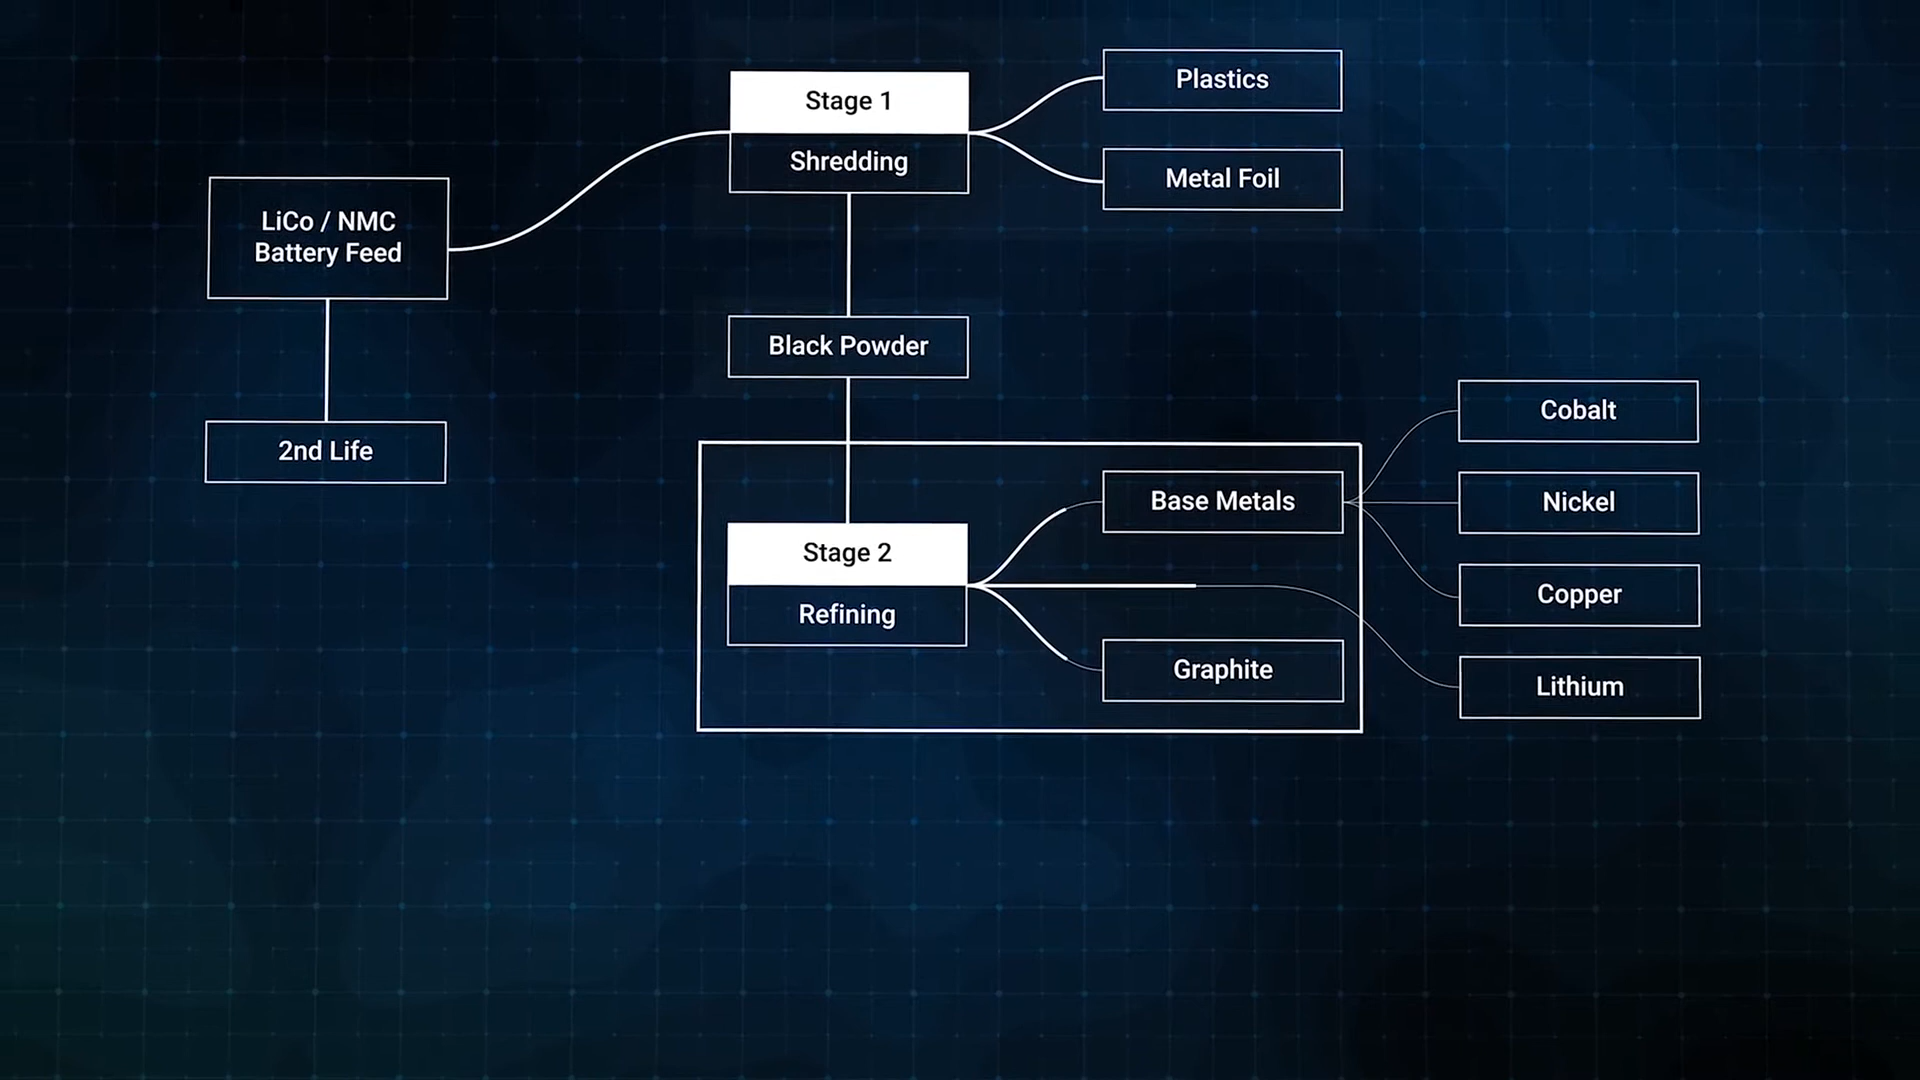 Stage 1
Shredding
Plastics
Metal Foil
LiCo / NMC
Battery Feed
2nd Life
Black Powder
Stage 2
Refining
Base Metals
Graphite
Cobalt
Nickel
Copper
Lithium